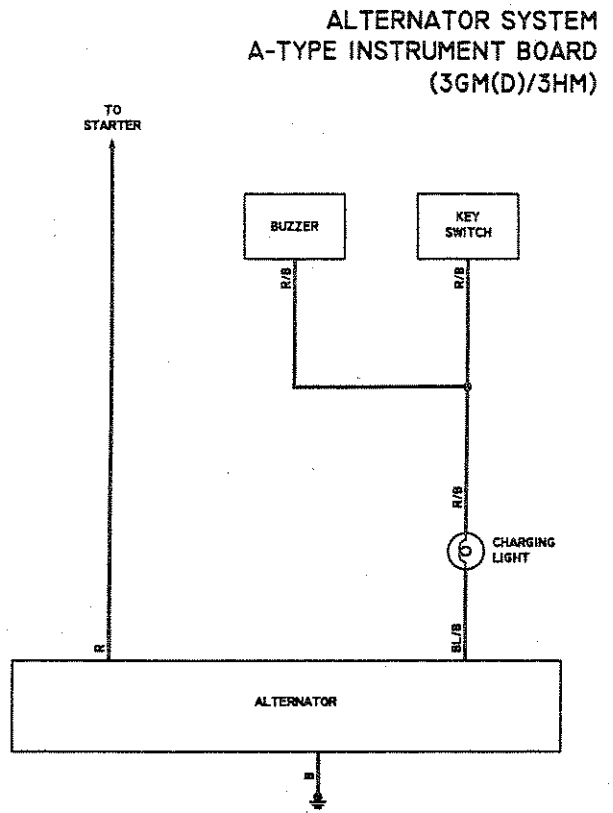 ALTERNATOR SYSTEM
A-TYPE INSTRUMENT BOARD
(3GM(D)/3HM)
TO
STARTER
BUZZER
KEY
SWITCH
R/B
R/B
R/B
CHARGING
LIGHT
R
BL/B
ALTERNATOR
B